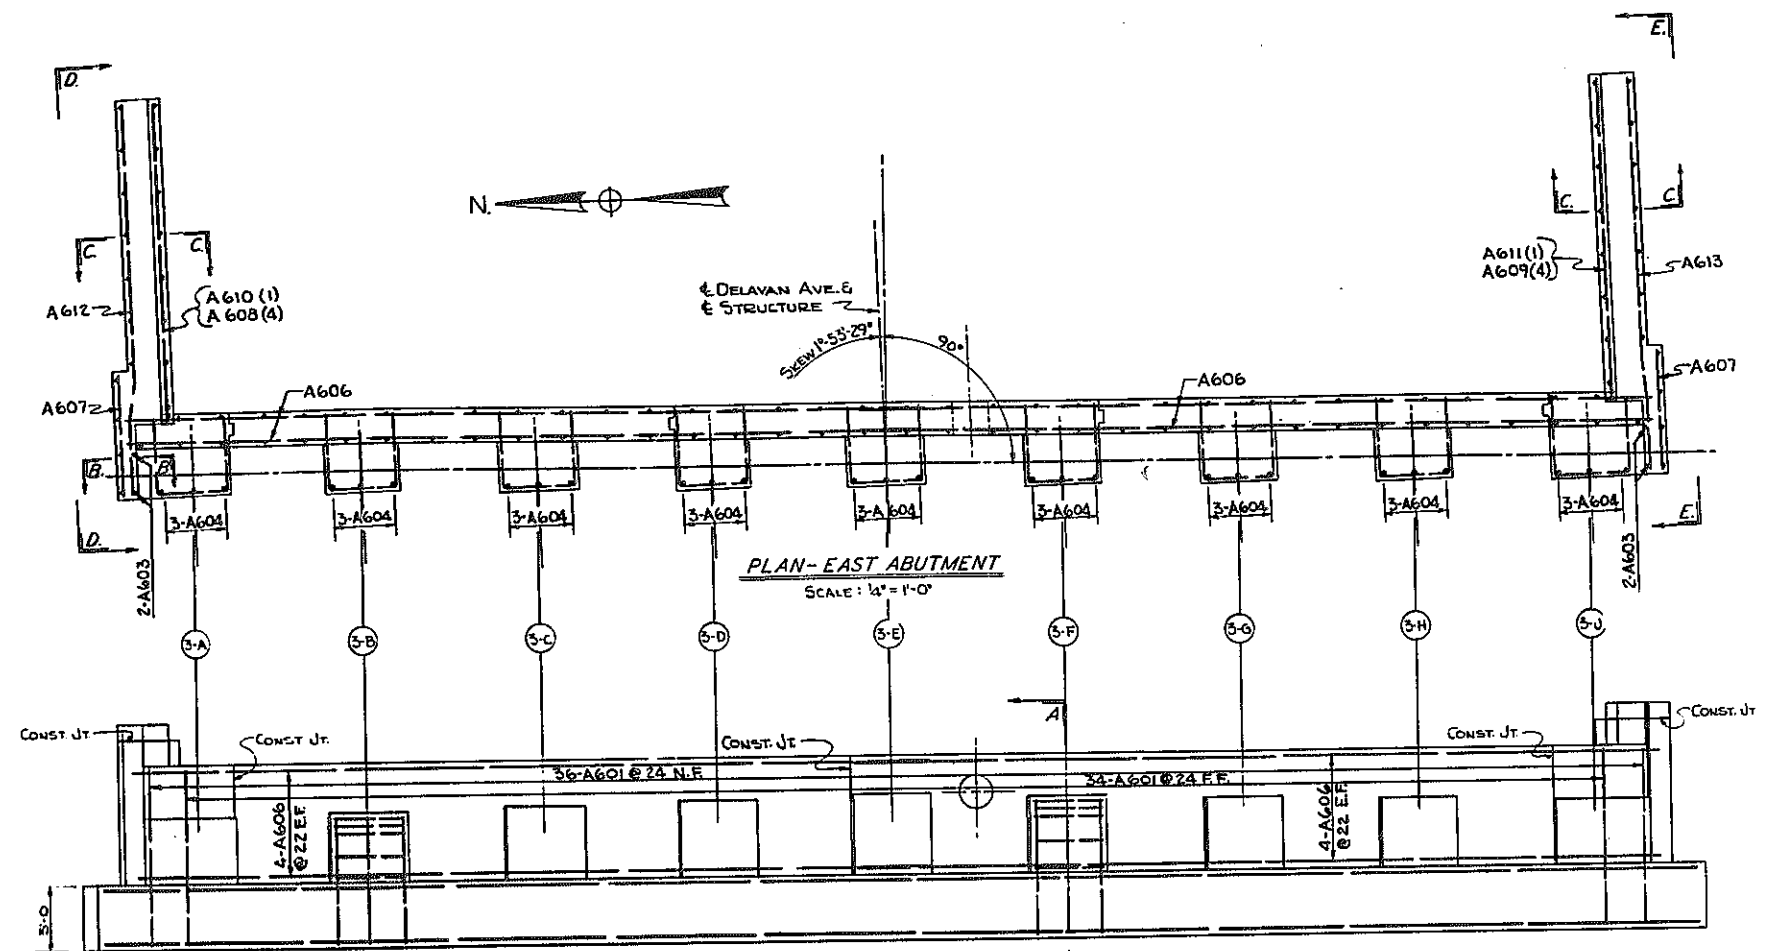 D.
E.
N.
C.
C.
C.
C.
A610 (1)
A608 (4)
A612
℄ DELAVAN AVE. &
℄ STRUCTURE
A611 (1)
A609 (4)
A613
SKEW 1°-53'-29"
90°
A607
A606
A606
A607
B.
B.
D.
E.
3-A604
3-A604
3-A604
3-A604
3-A604
3-A604
3-A604
3-A604
3-A604
2-A603
2-A603
PLAN - EAST ABUTMENT
SCALE: 1/4" = 1'-0"
3-A
3-B
3-C
3-D
3-E
3-F
3-G
3-H
3-J
A
CONST. JT.
CONST. JT.
CONST. JT.
CONST. JT.
CONST. JT
36-A601 @ 24 N.F.
34-A601 @ 24 F.F.
4-A606
@ 22 E.F.
4-A606
@ 22 E.F.
3'-0